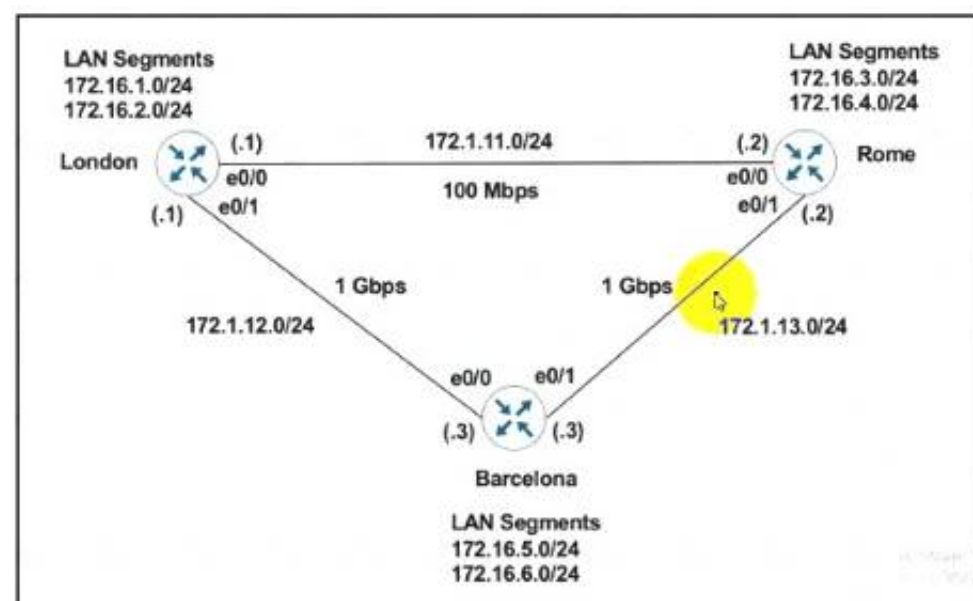 LAN Segments
172.16.1.0/24
172.16.2.0/24
LAN Segments
172.16.3.0/24
172.16.4.0/24
London
(.1)
172.1.11.0/24
(.2)
Rome
e0/0
100 Mbps
e0/0
(.1)
e0/1
e0/1
(.2)
1 Gbps
1 Gbps
172.1.12.0/24
172.1.13.0/24
e0/0
e0/1
(.3)
(.3)
Barcelona
LAN Segments
172.16.5.0/24
172.16.6.0/24